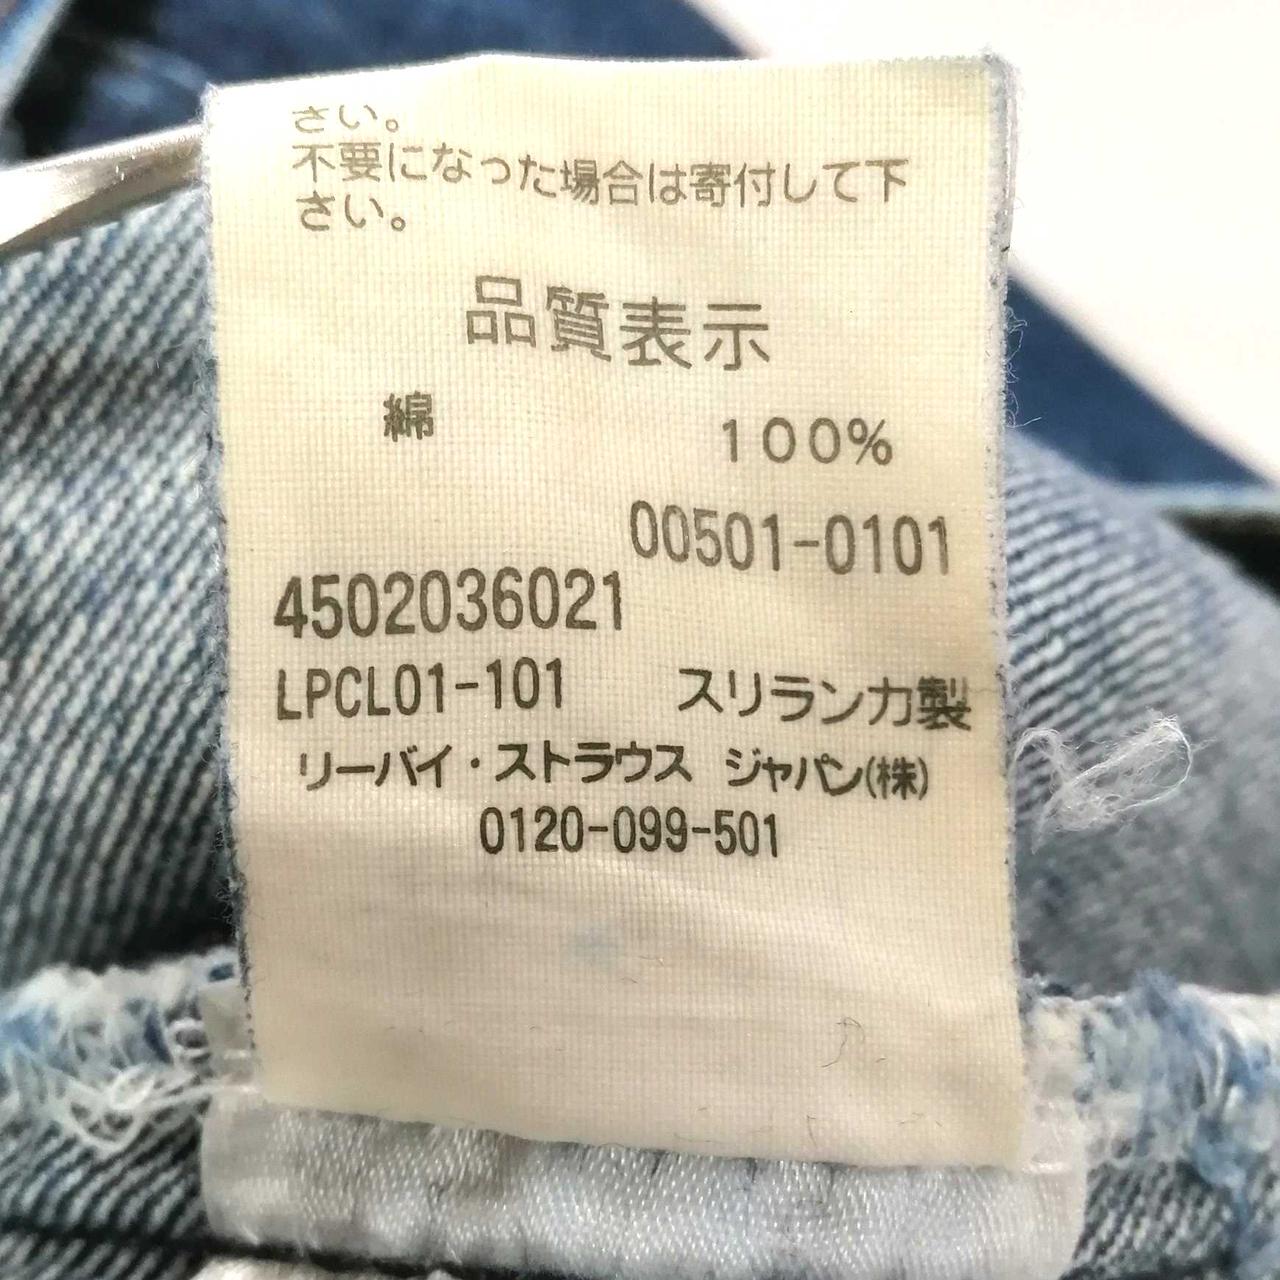 さい。
不要になった場合は寄付して下
さい。
品質表示
綿 100%
00501-0101
4502036021
LPCL01-101 スリランカ製
リーバイ・ストラウス ジャパン(株)
0120-099-501